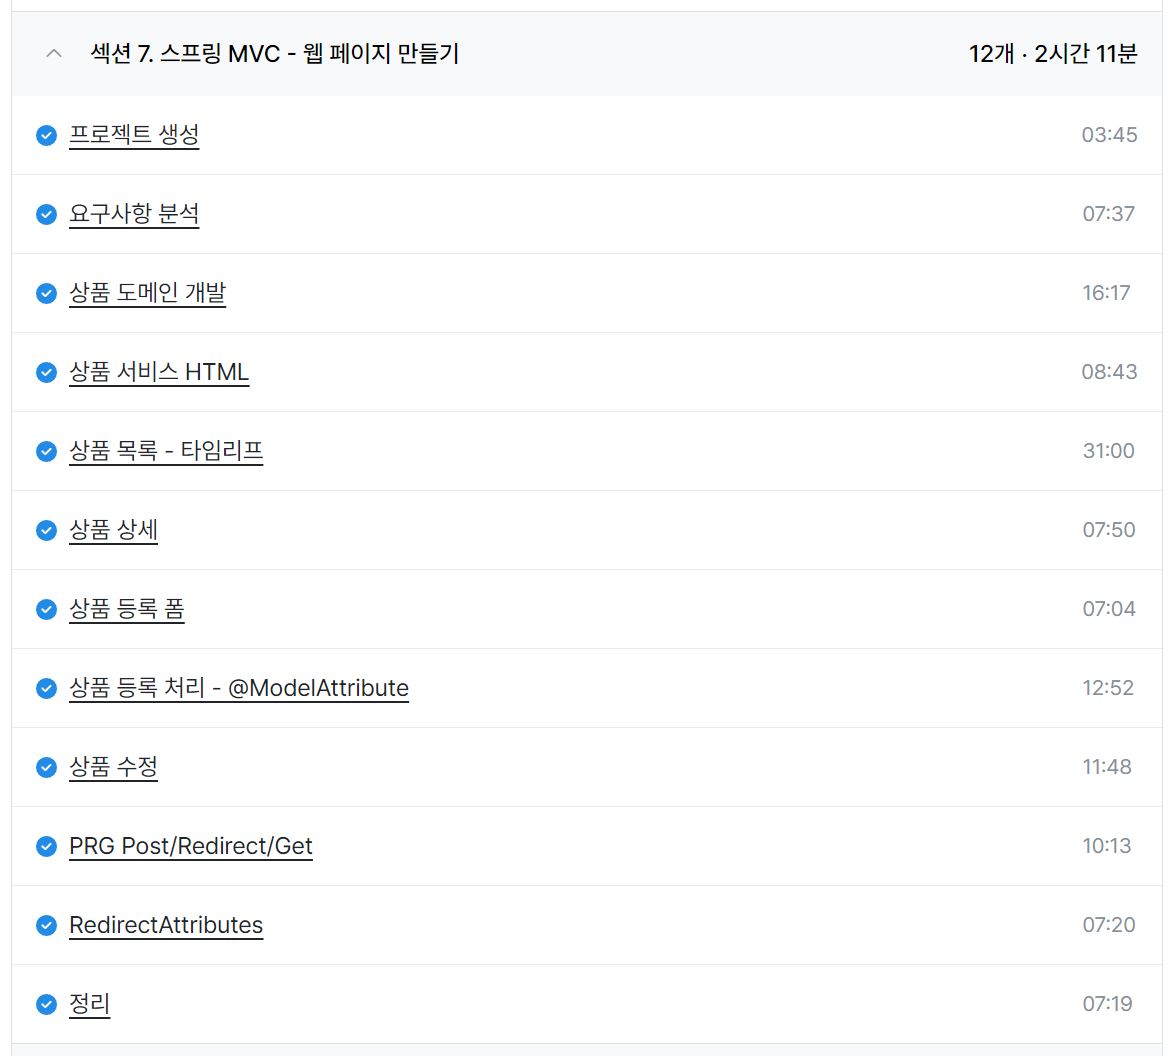 섹션 7. 스프링 MVC - 웹 페이지 만들기 12개 · 2시간 11분
프로젝트 생성 03:45
요구사항 분석 07:37
상품 도메인 개발 16:17
상품 서비스 HTML 08:43
상품 목록 - 타임리프 31:00
상품 상세 07:50
상품 등록 폼 07:04
상품 등록 처리 - @ModelAttribute 12:52
상품 수정 11:48
PRG Post/Redirect/Get 10:13
RedirectAttributes 07:20
정리 07:19